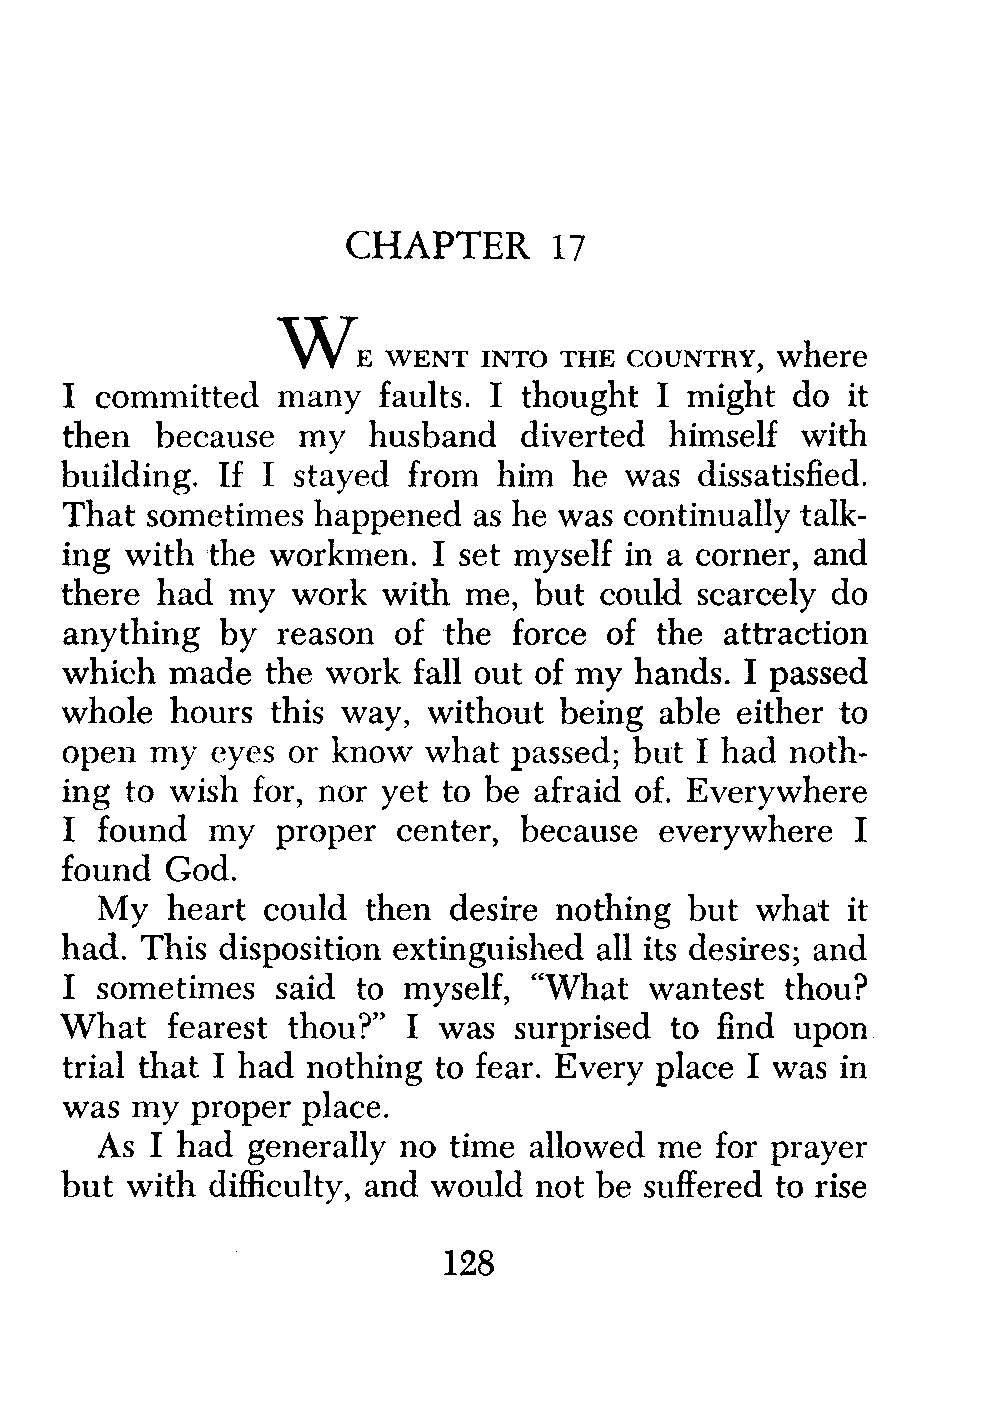 CHAPTER 17
WE WENT INTO THE COUNTRY, where
I committed many faults. I thought I might do it
then because my husband diverted himself with
building. If I stayed from him he was dissatisfied.
That sometimes happened as he was continually talk-
ing with the workmen. I set myself in a corner, and
there had my work with me, but could scarcely do
anything by reason of the force of the attraction
which made the work fall out of my hands. I passed
whole hours this way, without being able either to
open my eyes or know what passed; but I had noth-
ing to wish for, nor yet to be afraid of. Everywhere
I found my proper center, because everywhere I
found God.
My heart could then desire nothing but what it
had. This disposition extinguished all its desires; and
I sometimes said to myself, “What wantest thou?
What fearest thou?” I was surprised to find upon
trial that I had nothing to fear. Every place I was in
was my proper place.
As I had generally no time allowed me for prayer
but with difficulty, and would not be suffered to rise
128